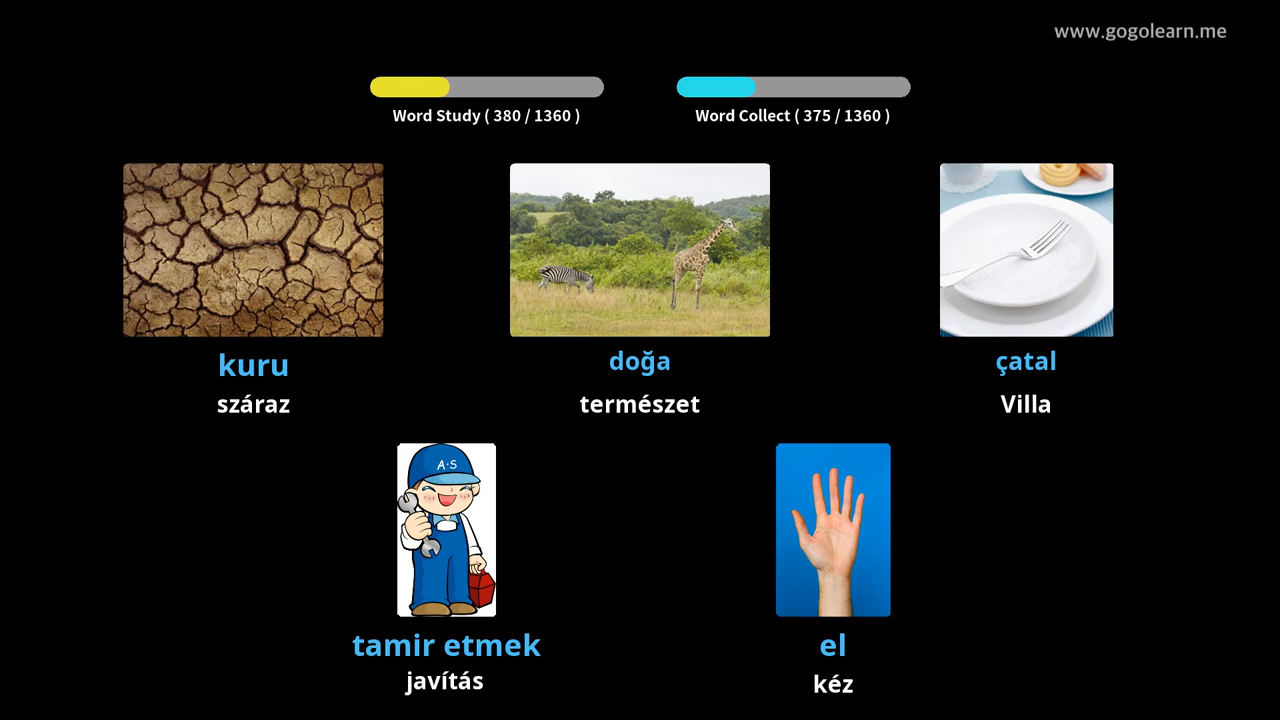 www.gogolearn.me
Word Study ( 380 / 1360 )
Word Collect ( 375 / 1360 )
kuru
száraz
doğa
természet
çatal
Villa
A·S
tamir etmek
javítás
el
kéz